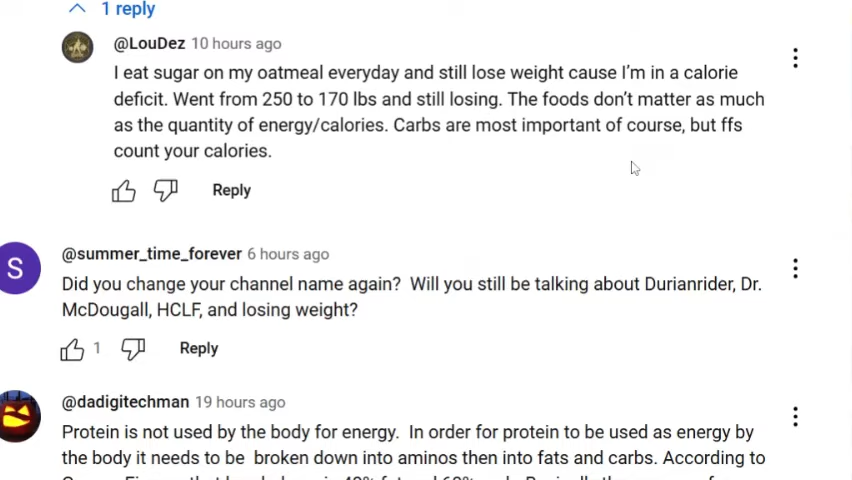 1 reply
@LouDez 10 hours ago
I eat sugar on my oatmeal everyday and still lose weight cause I'm in a calorie
deficit. Went from 250 to 170 lbs and still losing. The foods don't matter as much
as the quantity of energy/calories. Carbs are most important of course, but ffs
count your calories.
Reply
S
@summer_time_forever 6 hours ago
Did you change your channel name again?  Will you still be talking about Durianrider, Dr.
McDougall, HCLF, and losing weight?
1 Reply
@dadigitechman 19 hours ago
Protein is not used by the body for energy.  In order for protein to be used as energy by
the body it needs to be  broken down into aminos then into fats and carbs. According to